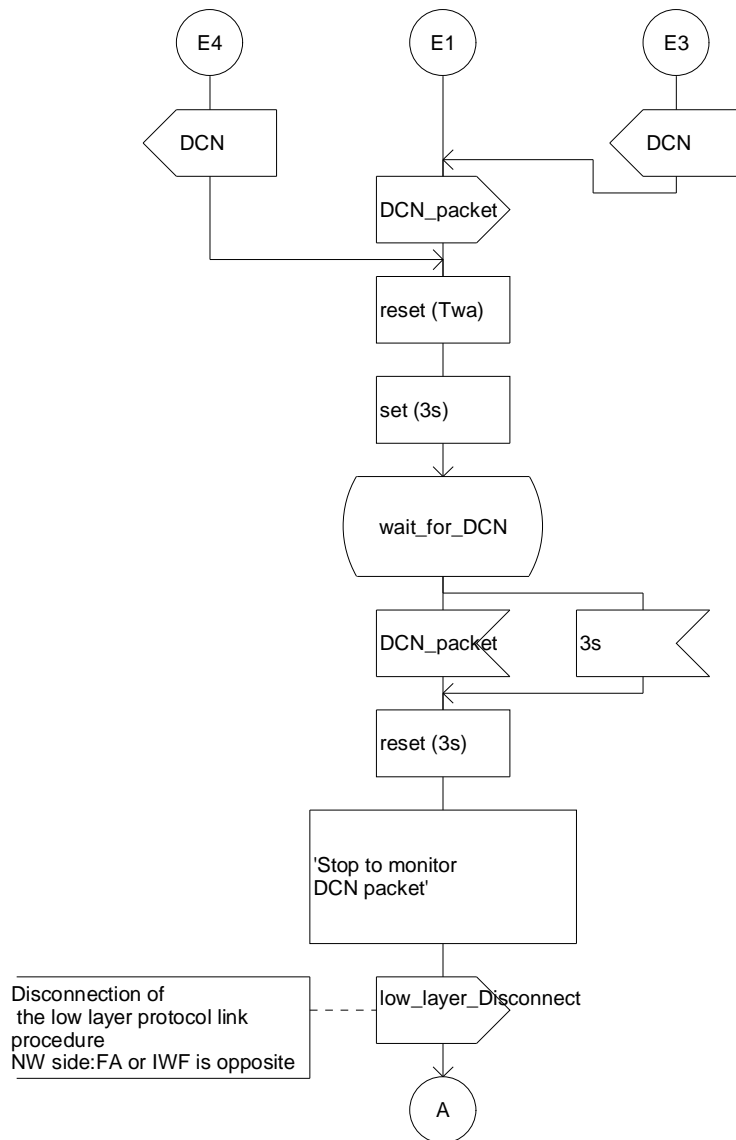 E4
E1
E3
DCN
DCN
DCN_packet
reset (Twa)
set (3s)
wait_for_DCN
DCN_packet
3s
reset (3s)
'Stop to monitor
DCN packet'
low_layer_Disconnect
Disconnection of
the low layer protocol link
procedure
NW side:FA or IWF is opposite
A